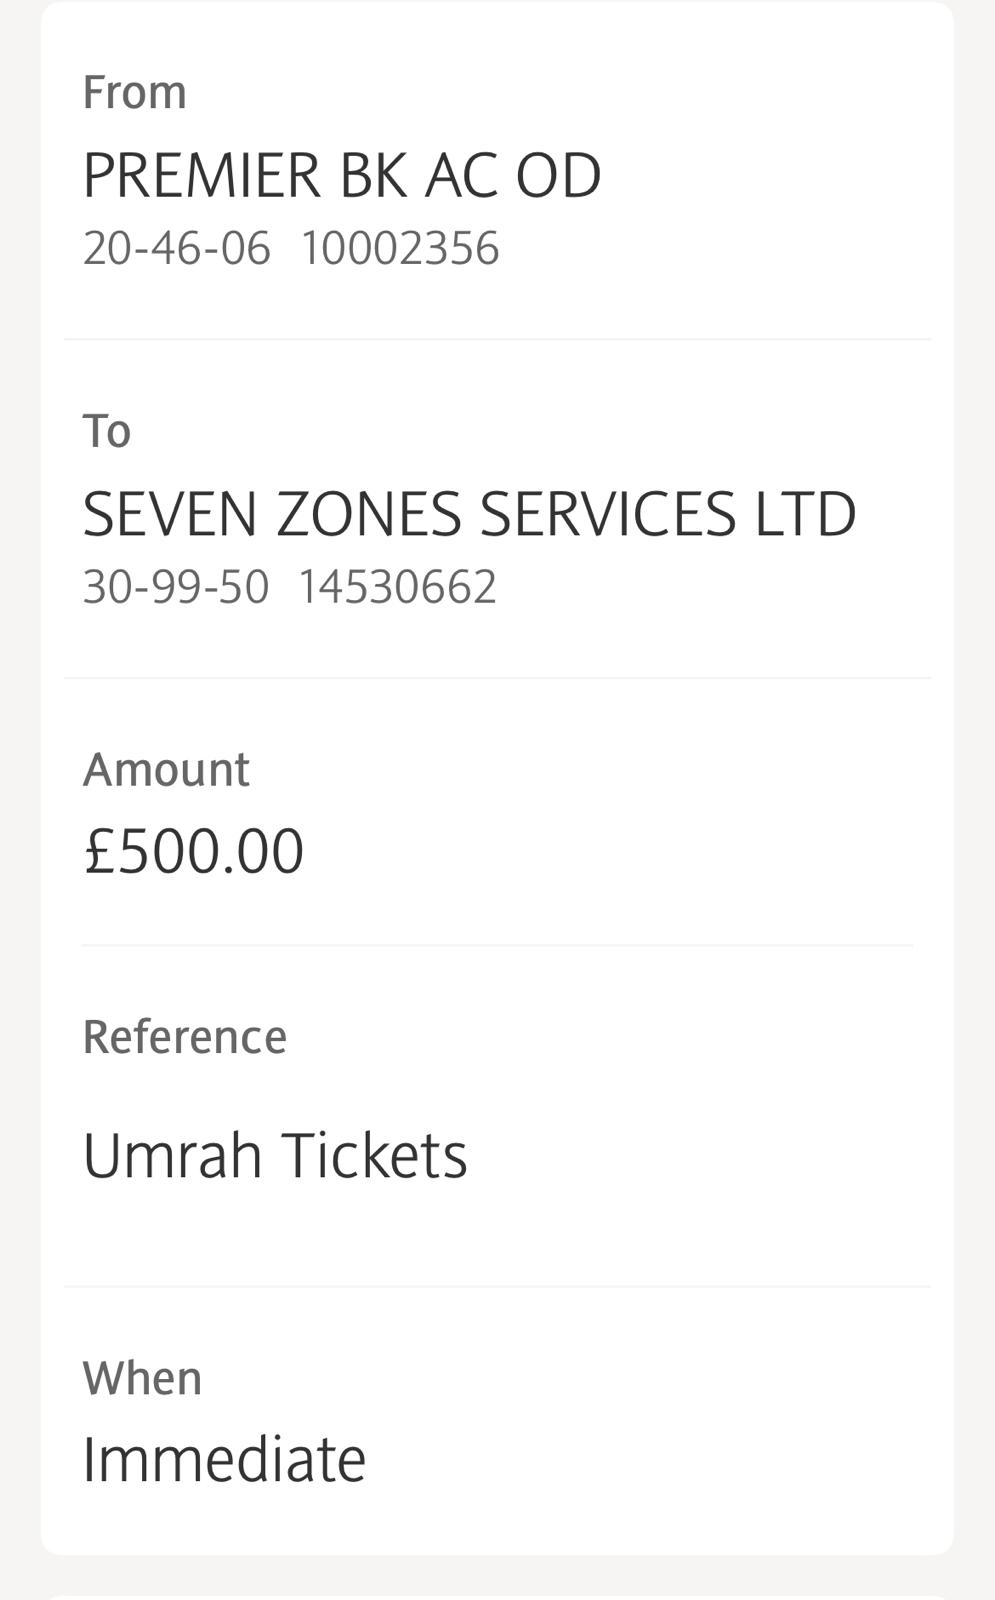 From
PREMIER BK AC OD
20-46-06 10002356
To
SEVEN ZONES SERVICES LTD
30-99-50 14530662
Amount
£500.00
Reference
Umrah Tickets
When
Immediate